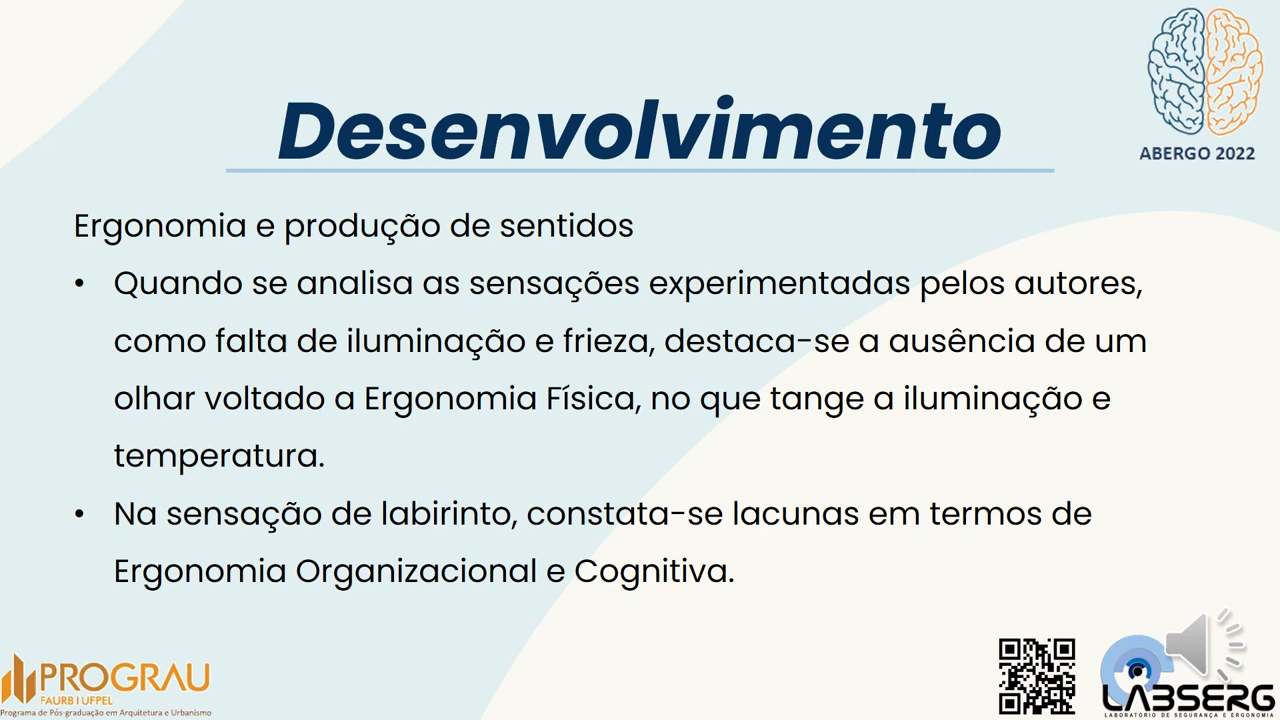 ABERGO 2022
Desenvolvimento
Ergonomia e produção de sentidos
• Quando se analisa as sensações experimentadas pelos autores,
como falta de iluminação e frieza, destaca-se a ausência de um
olhar voltado a Ergonomia Física, no que tange a iluminação e
temperatura.
• Na sensação de labirinto, constata-se lacunas em termos de
Ergonomia Organizacional e Cognitiva.
PROGRAU
FAURB | UFPEL
Programa de Pós-graduação em Arquitetura e Urbanismo
LABSERG
LABORATORIO DE SEGURANÇA E ERGONOMIA